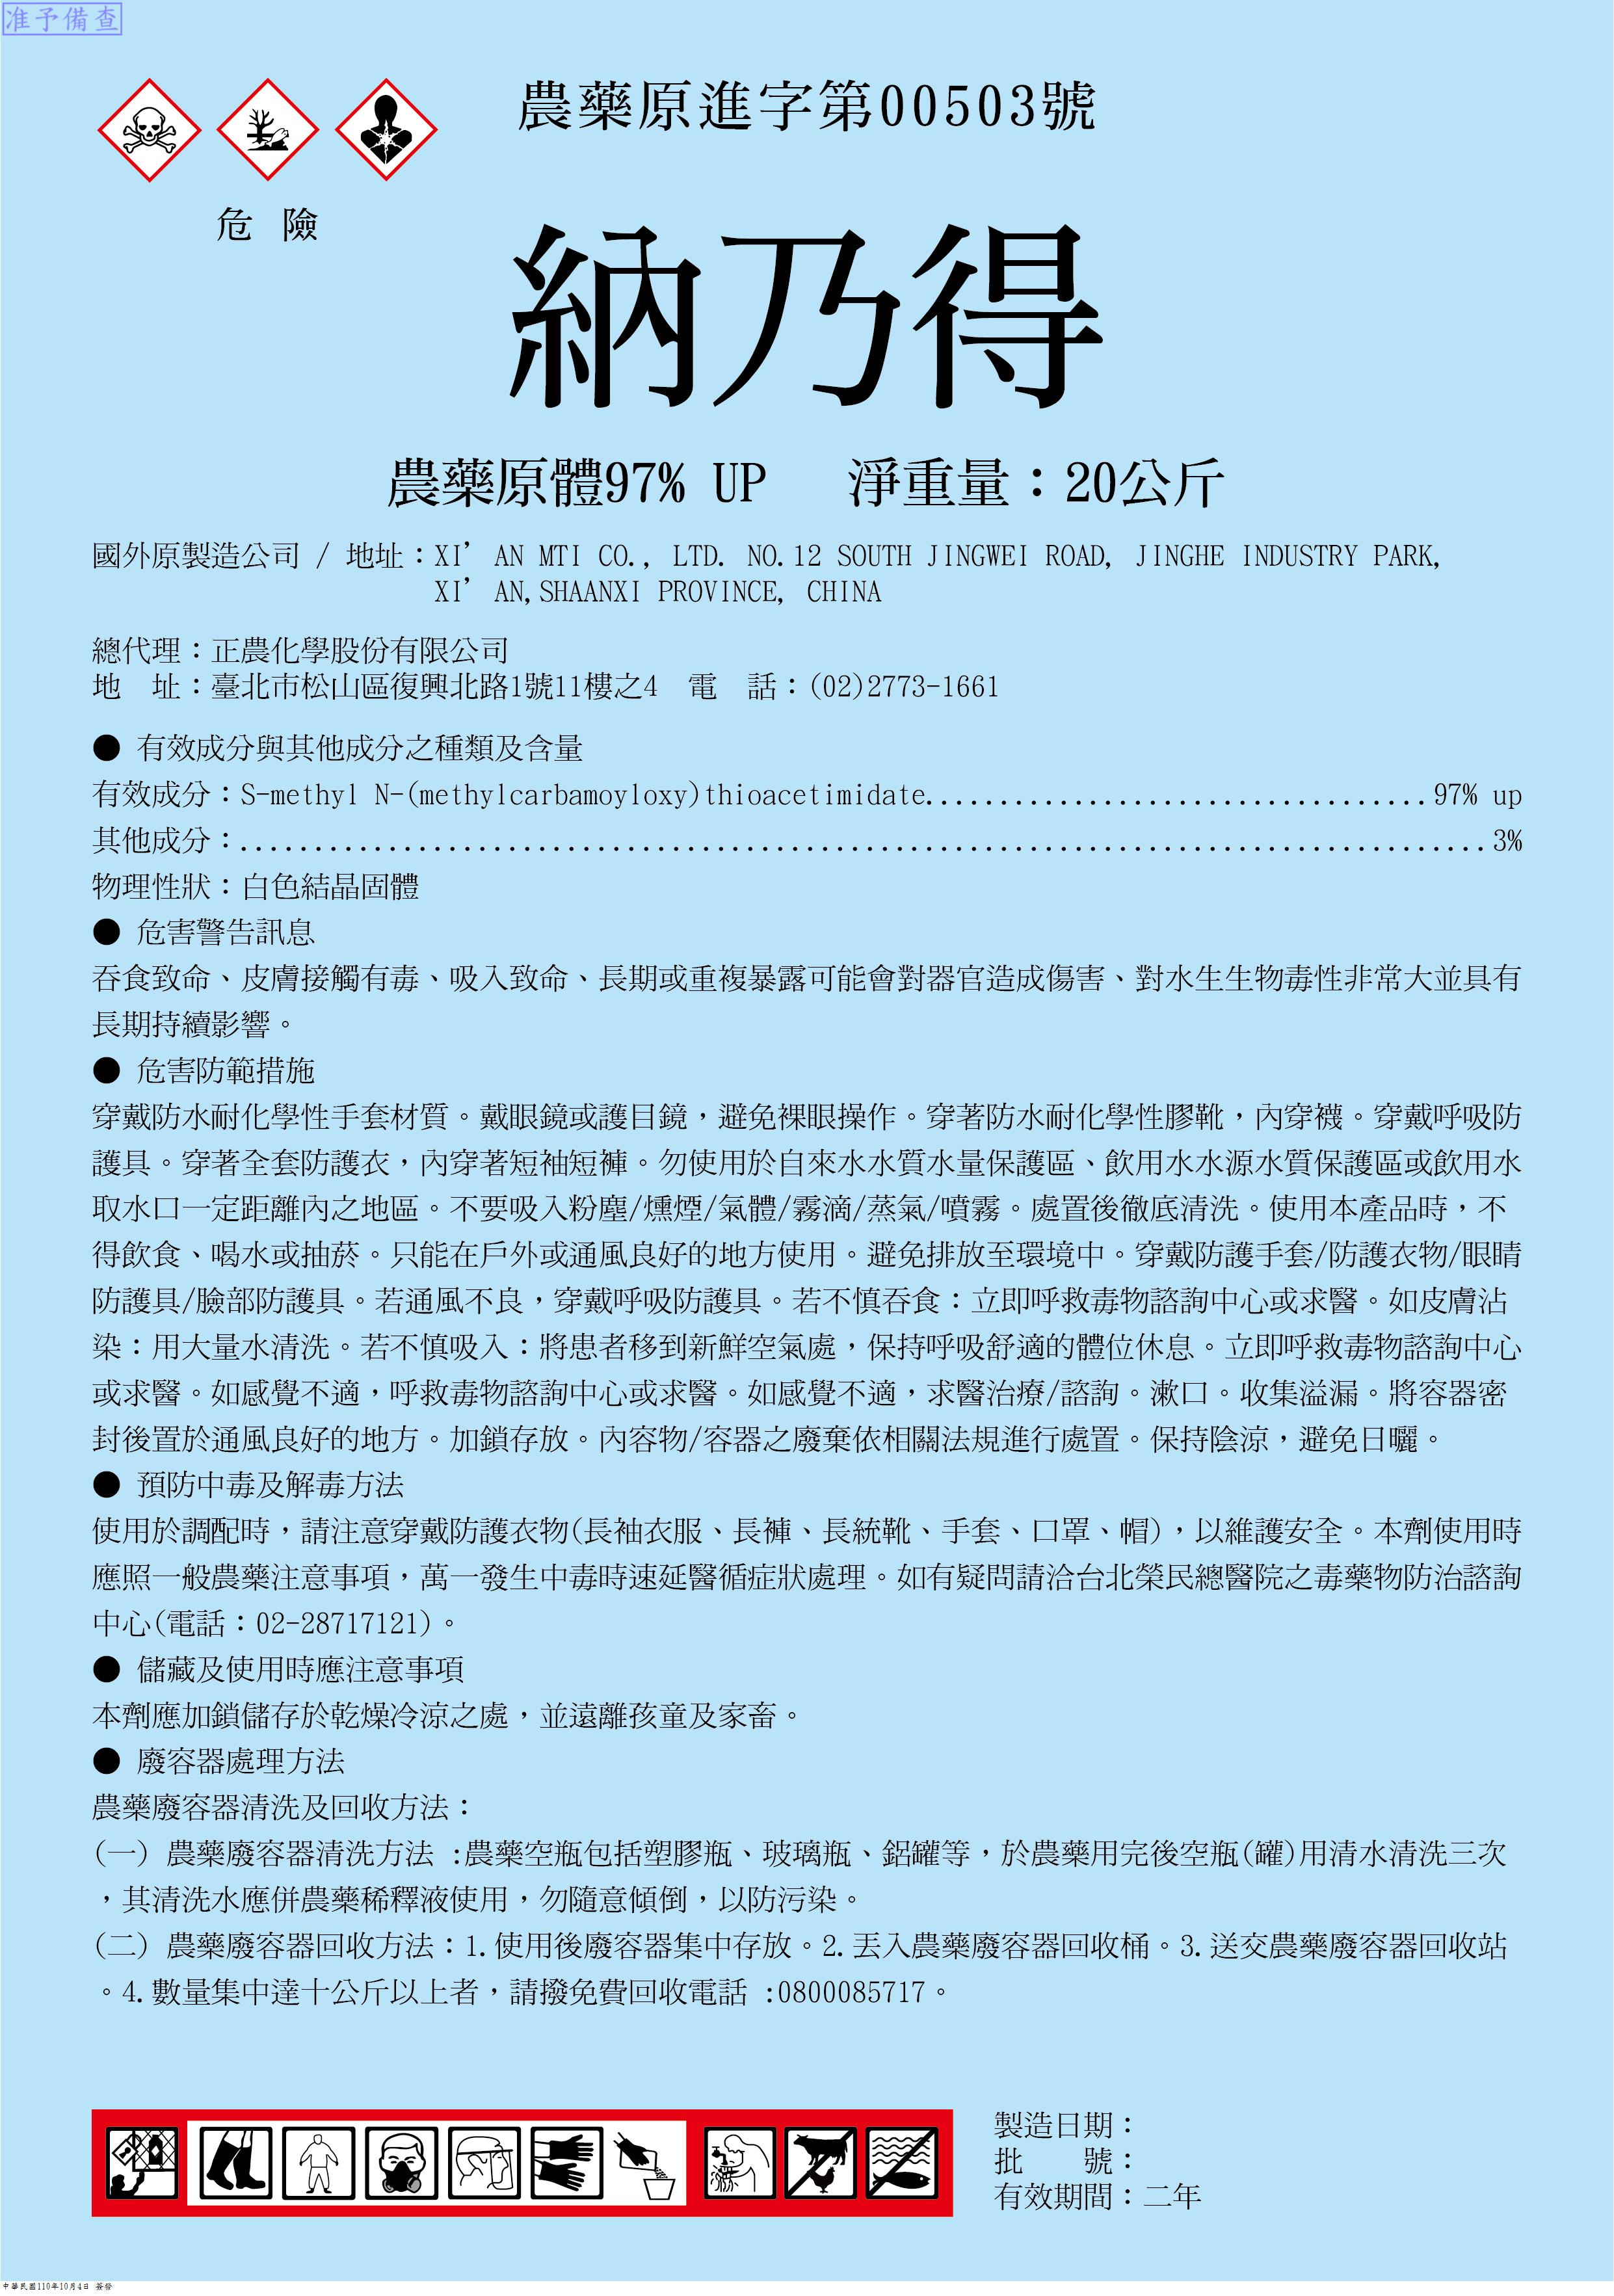 准予備查
農藥原進字第00503號
危 險
納乃得
農藥原體97% UP 淨重量：20公斤
國外原製造公司 / 地址：XI’AN MTI CO., LTD. NO.12 SOUTH JINGWEI ROAD, JINGHE INDUSTRY PARK,
XI’AN,SHAANXI PROVINCE, CHINA
總代理：正農化學股份有限公司
地　址：臺北市松山區復興北路1號11樓之4　電　話：(02)2773-1661
● 有效成分與其他成分之種類及含量
有效成分：S-methyl N-(methylcarbamoyloxy)thioacetimidate..................................97% up
其他成分：....................................................................................3%
物理性狀：白色結晶固體
● 危害警告訊息
吞食致命、皮膚接觸有毒、吸入致命、長期或重複暴露可能會對器官造成傷害、對水生生物毒性非常大並具有
長期持續影響。
● 危害防範措施
穿戴防水耐化學性手套材質。戴眼鏡或護目鏡，避免裸眼操作。穿著防水耐化學性膠靴，內穿襪。穿戴呼吸防
護具。穿著全套防護衣，內穿著短袖短褲。勿使用於自來水水質水量保護區、飲用水水源水質保護區或飲用水
取水口一定距離內之地區。不要吸入粉塵/燻煙/氣體/霧滴/蒸氣/噴霧。處置後徹底清洗。使用本產品時，不
得飲食、喝水或抽菸。只能在戶外或通風良好的地方使用。避免排放至環境中。穿戴防護手套/防護衣物/眼睛
防護具/臉部防護具。若通風不良，穿戴呼吸防護具。若不慎吞食：立即呼救毒物諮詢中心或求醫。如皮膚沾
染：用大量水清洗。若不慎吸入：將患者移到新鮮空氣處，保持呼吸舒適的體位休息。立即呼救毒物諮詢中心
或求醫。如感覺不適，呼救毒物諮詢中心或求醫。如感覺不適，求醫治療/諮詢。漱口。收集溢漏。將容器密
封後置於通風良好的地方。加鎖存放。內容物/容器之廢棄依相關法規進行處置。保持陰涼，避免日曬。
● 預防中毒及解毒方法
使用於調配時，請注意穿戴防護衣物(長袖衣服、長褲、長統靴、手套、口罩、帽)，以維護安全。本劑使用時
應照一般農藥注意事項，萬一發生中毒時速延醫循症狀處理。如有疑問請洽台北榮民總醫院之毒藥物防治諮詢
中心(電話：02-28717121)。
● 儲藏及使用時應注意事項
本劑應加鎖儲存於乾燥冷涼之處，並遠離孩童及家畜。
● 廢容器處理方法
農藥廢容器清洗及回收方法：
(一) 農藥廢容器清洗方法 :農藥空瓶包括塑膠瓶、玻璃瓶、鋁罐等，於農藥用完後空瓶(罐)用清水清洗三次
，其清洗水應併農藥稀釋液使用，勿隨意傾倒，以防污染。
(二) 農藥廢容器回收方法：1.使用後廢容器集中存放。2.丟入農藥廢容器回收桶。3.送交農藥廢容器回收站
。4.數量集中達十公斤以上者，請撥免費回收電話 :0800085717。
製造日期：
批　　號：
有效期間：二年
中華民國110年10月4日 簽發